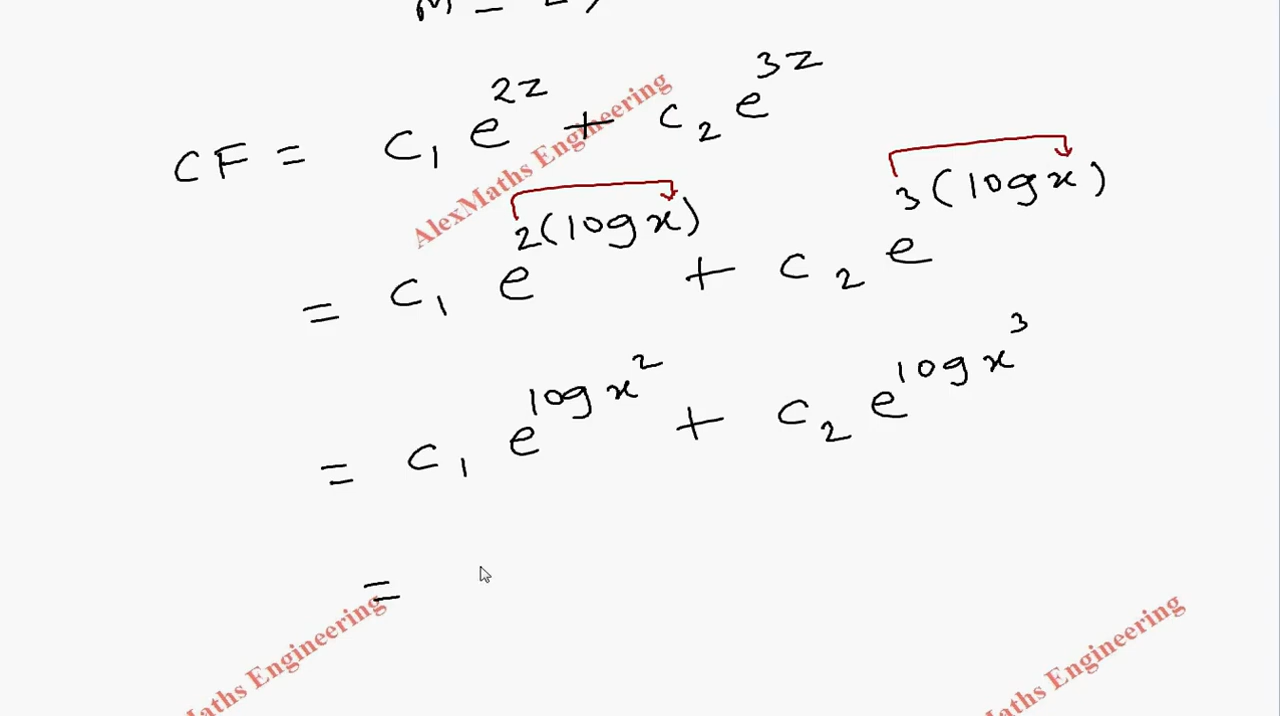 CF = c₁ e^{2z} + c₂ e^{3z}
= c₁ e^{2(log x)} + c₂ e^{3(log x)}
= c₁ e^{log x²} + c₂ e^{log x³}
=
AlexMaths Engineering
Maths Engineering
Maths Engineering